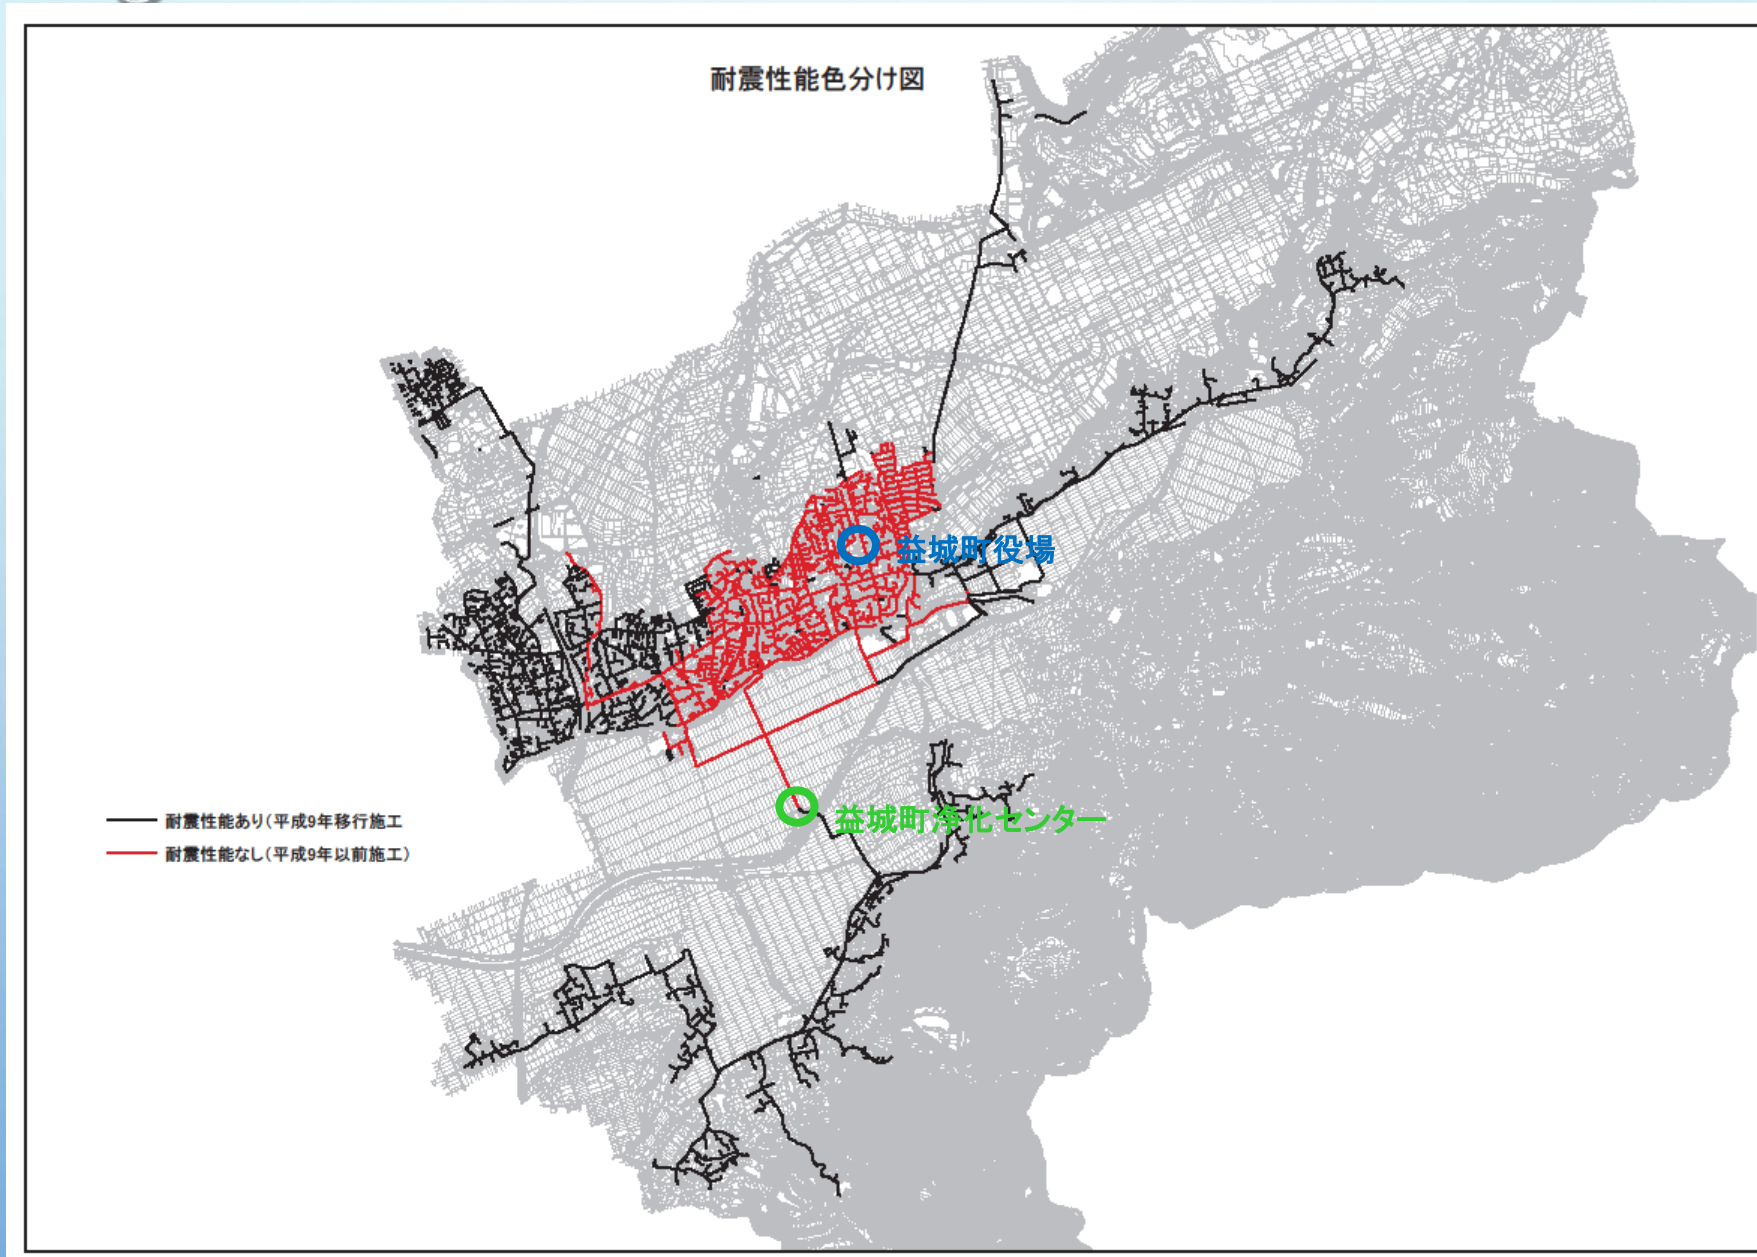 耐震性能色分け図
益城町役場
益城町浄化センター
耐震性能あり(平成9年移行施工
耐震性能なし(平成9年以前施工)